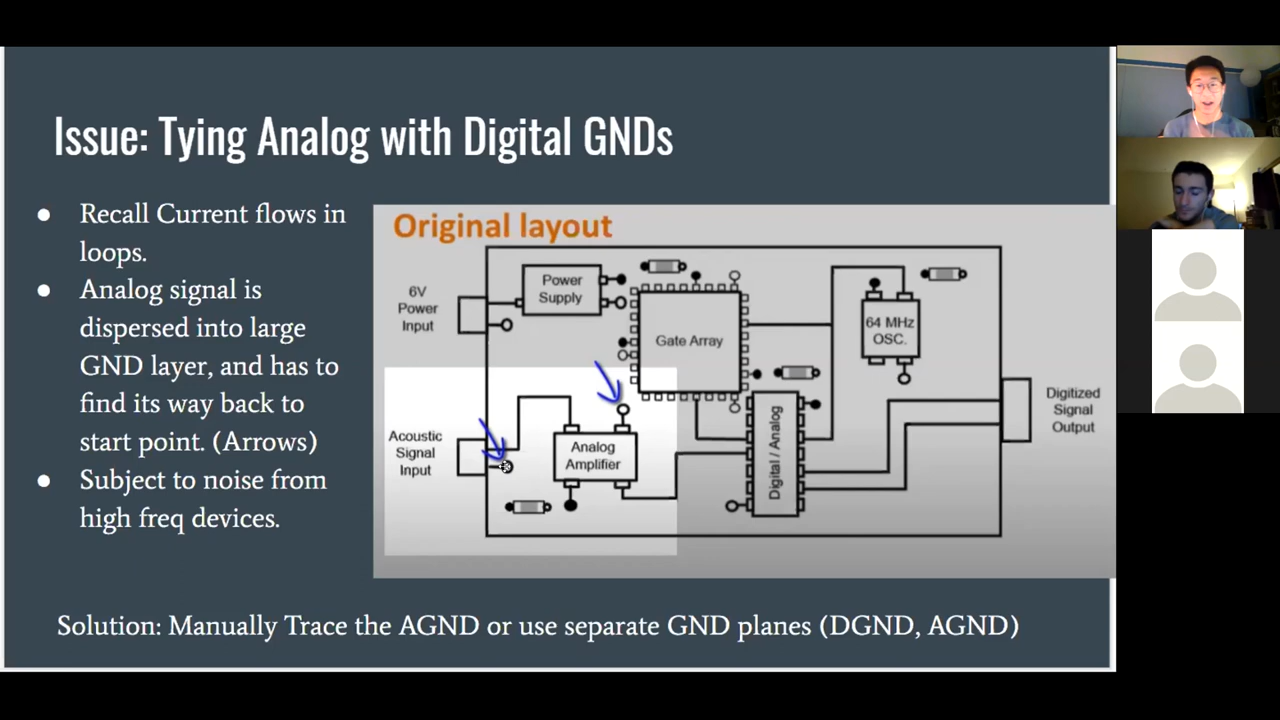 Issue: Tying Analog with Digital GNDs
● Recall Current flows in
loops.
● Analog signal is
dispersed into large
GND layer, and has to
find its way back to
start point. (Arrows)
● Subject to noise from
high freq devices.
Original layout
6V
Power
Input
Power
Supply
Gate Array
64 MHz
OSC.
Acoustic
Signal
Input
Analog
Amplifier
Digital / Analog
Digitized
Signal
Output
Solution: Manually Trace the AGND or use separate GND planes (DGND, AGND)